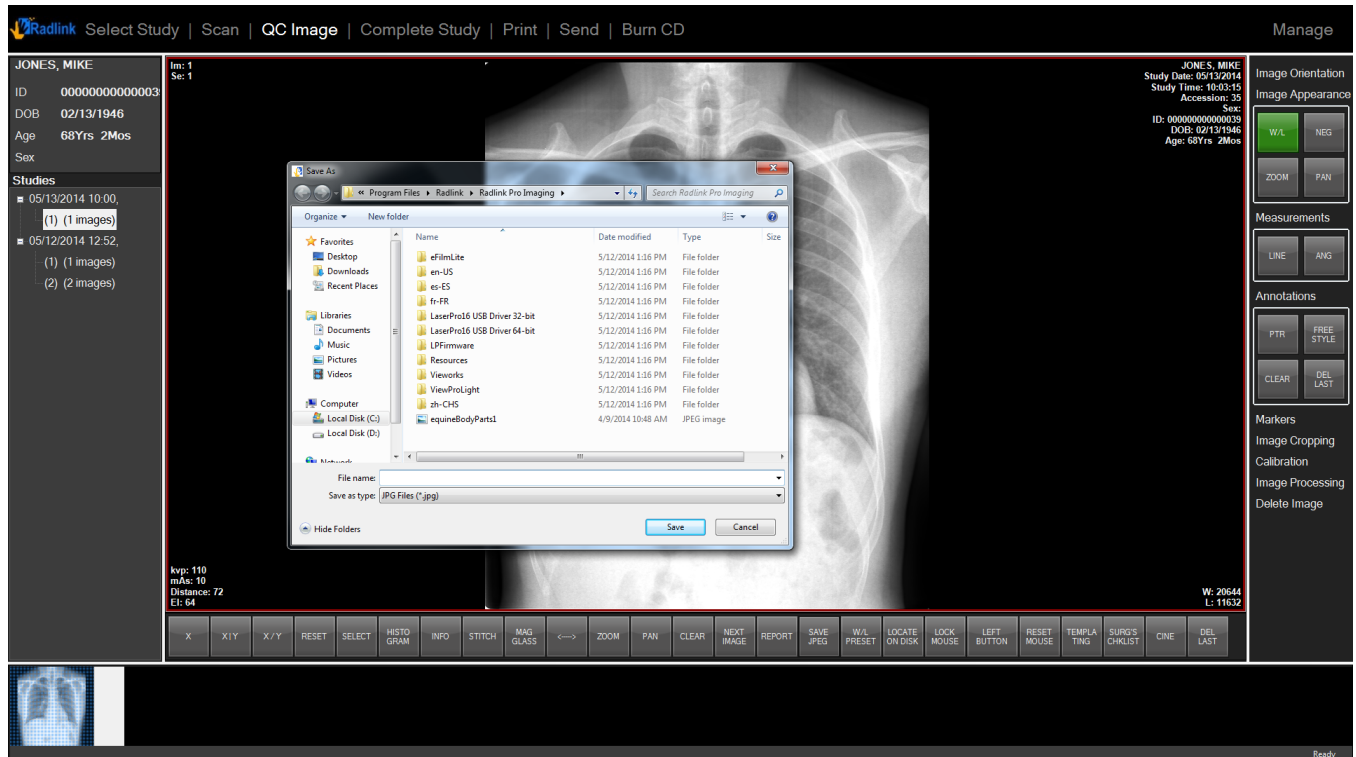 Radlink Select Study | Scan | QC Image | Complete Study | Print | Send | Burn CD
Manage
JONES, MIKE
ID 00000000000003
DOB 02/13/1946
Age 68Yrs 2Mos
Sex
Studies
05/13/2014 10:00,
(1) (1 images)
05/12/2014 12:52,
(1) (1 images)
(2) (2 images)
Im: 1
Se: 1
JONES, MIKE
Study Date: 05/13/2014
Study Time: 10:03:15
Accession: 35
Sex:
ID: 000000000000039
DOB: 02/13/1946
Age: 68Yrs 2Mos
Save As
« Program Files Radlink Radlink Pro Imaging
Search Radlink Pro Imaging
Organize New folder
Favorites
Desktop
Downloads
Recent Places
Libraries
Documents
Music
Pictures
Videos
Computer
Local Disk (C:)
Local Disk (D:)
Network
Name Date modified Type Size
eFilmLite 5/12/2014 1:16 PM File folder
en-US 5/12/2014 1:16 PM File folder
es-ES 5/12/2014 1:16 PM File folder
fr-FR 5/12/2014 1:16 PM File folder
LaserPro16 USB Driver 32-bit 5/12/2014 1:16 PM File folder
LaserPro16 USB Driver 64-bit 5/12/2014 1:16 PM File folder
LPFirmware 5/12/2014 1:16 PM File folder
Resources 5/12/2014 1:16 PM File folder
Vieworks 5/12/2014 1:16 PM File folder
ViewProLight 5/12/2014 1:16 PM File folder
zh-CHS 5/12/2014 1:16 PM File folder
equineBodyParts1 4/9/2014 10:48 AM JPEG image
File name:
Save as type: JPG Files (*.jpg)
Hide Folders
Save Cancel
kvp: 110
mAs: 10
Distance: 72
EI: 64
W: 20644
L: 11632
Image Orientation
Image Appearance
W/L NEG
ZOOM PAN
Measurements
LINE ANG
Annotations
PTR FREE STYLE
CLEAR DEL LAST
Markers
Image Cropping
Calibration
Image Processing
Delete Image
X X|Y X/Y RESET SELECT HISTO GRAM INFO STITCH MAG GLASS <---> ZOOM PAN CLEAR NEXT IMAGE REPORT SAVE JPEG W/L PRESET LOCATE ON DISK LOCK MOUSE LEFT BUTTON RESET MOUSE TEMPLA TING SURG'S CHKLIST CINE DEL LAST
Ready